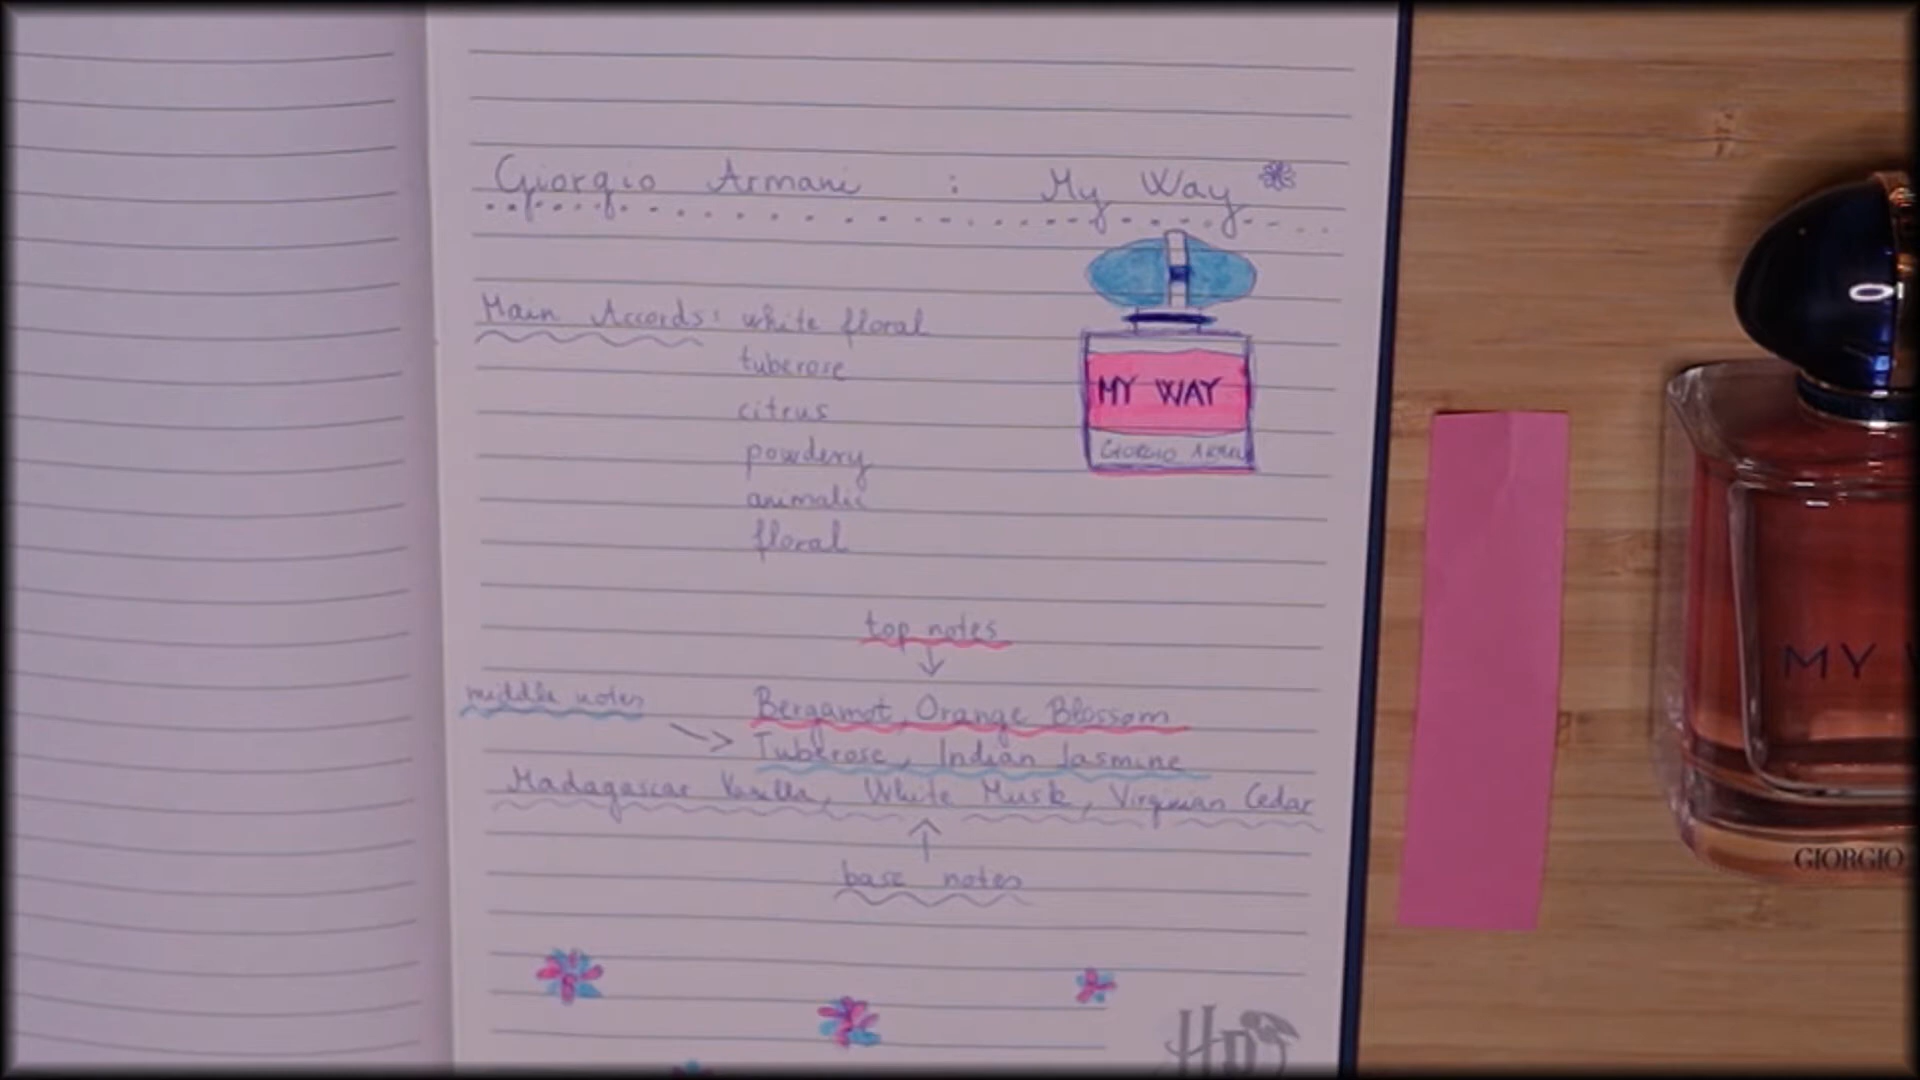 Giorgio Armani : My Way
Main Accords: white floral
tuberose
citrus
powdery
animalic
floral
MY WAY
GIORGIO
top notes
middle notes
Bergamot, Orange Blossom
Tuberose, Indian Jasmine
Madagascar Vanilla, White Musk, Virginian Cedar
base notes
MY
GIORGIO